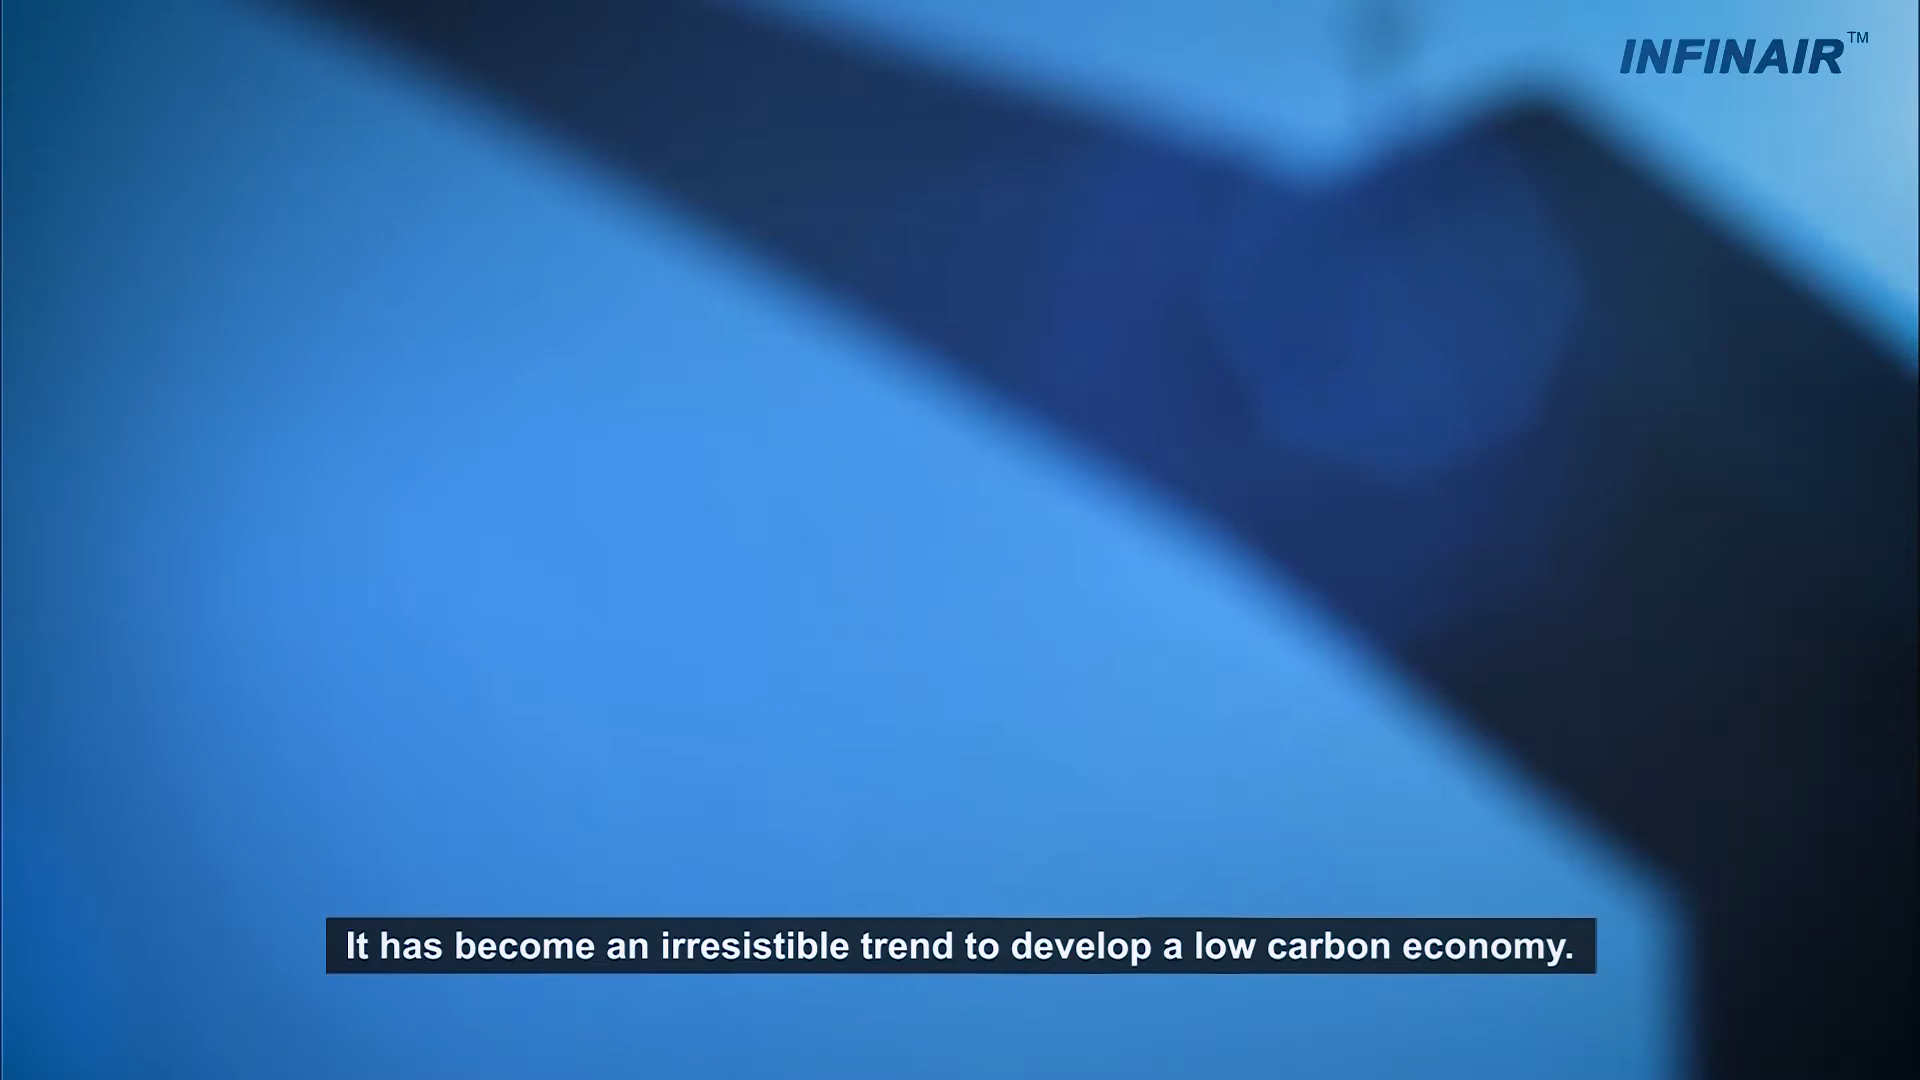 INFINAIR™
It has become an irresistible trend to develop a low carbon economy.